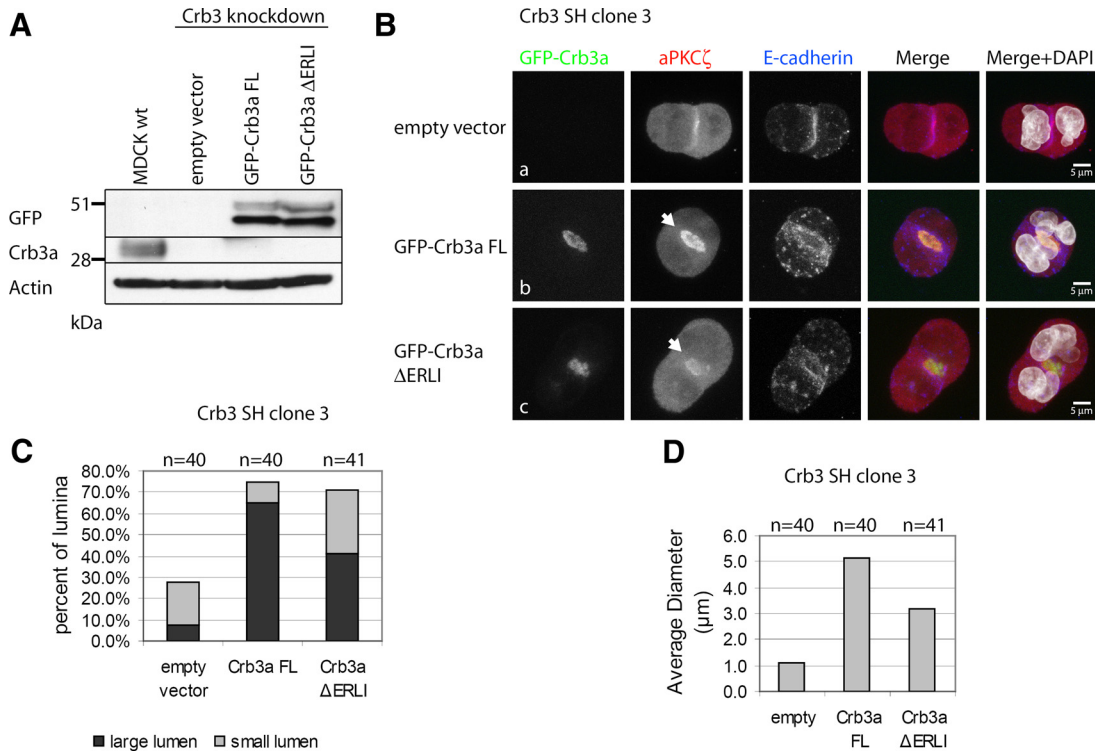 A
Crb3 knockdown
MDCK wt
empty vector
GFP-Crb3a FL
GFP-Crb3a ΔERLI
51
GFP
Crb3a
28
Actin
kDa
B
Crb3 SH clone 3
GFP-Crb3a aPKCζ E-cadherin Merge Merge+DAPI
empty vector
a
5 µm
GFP-Crb3a FL
b
5 µm
GFP-Crb3a
ΔERLI
c
5 µm
C
Crb3 SH clone 3
n=40 n=40 n=41
percent of lumina
80.0%
70.0%
60.0%
50.0%
40.0%
30.0%
20.0%
10.0%
0.0%
empty
vector
Crb3a FL
Crb3a
ΔERLI
large lumen small lumen
D
Crb3 SH clone 3
n=40 n=40 n=41
Average Diameter
(µm)
6.0
5.0
4.0
3.0
2.0
1.0
0.0
empty
Crb3a
FL
Crb3a
ΔERLI